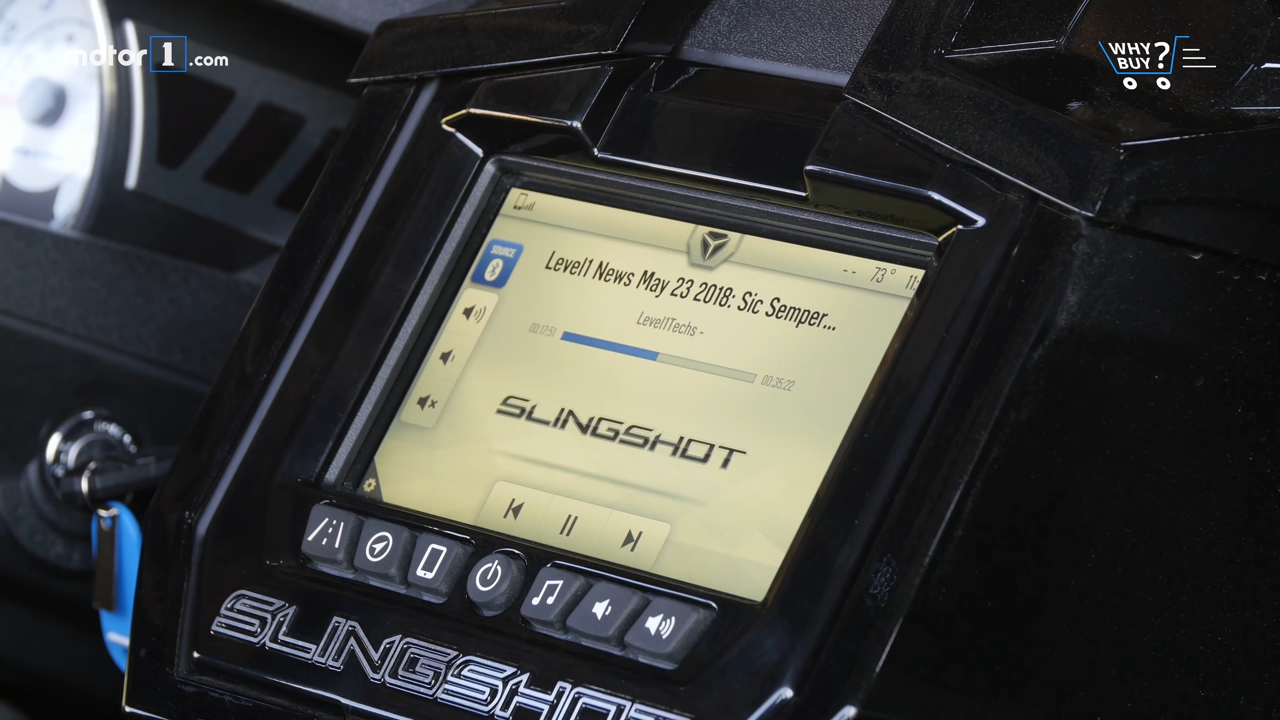 motor1.com
WHY
BUY?
-- 73° 11:
SOURCE
Level1 News May 23 2018: Sic Semper...
Level1Techs -
00:17:51
00:35:22
SLINGSHOT
SLINGSHOT